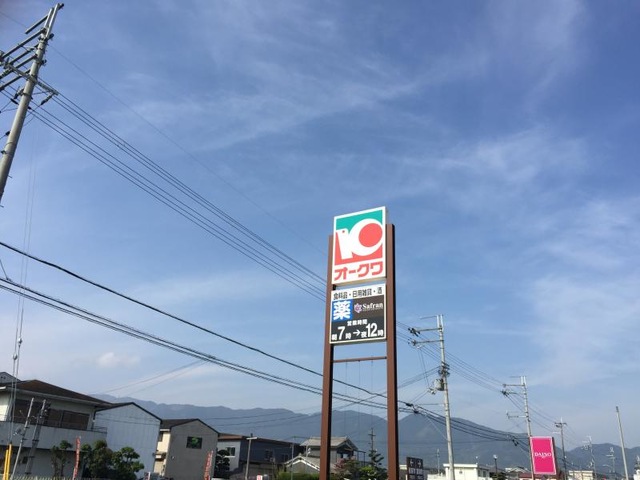 オークワ
食料品・日用雑貨・酒
薬 Safran
営業時間
朝7時→夜12時
DAISO